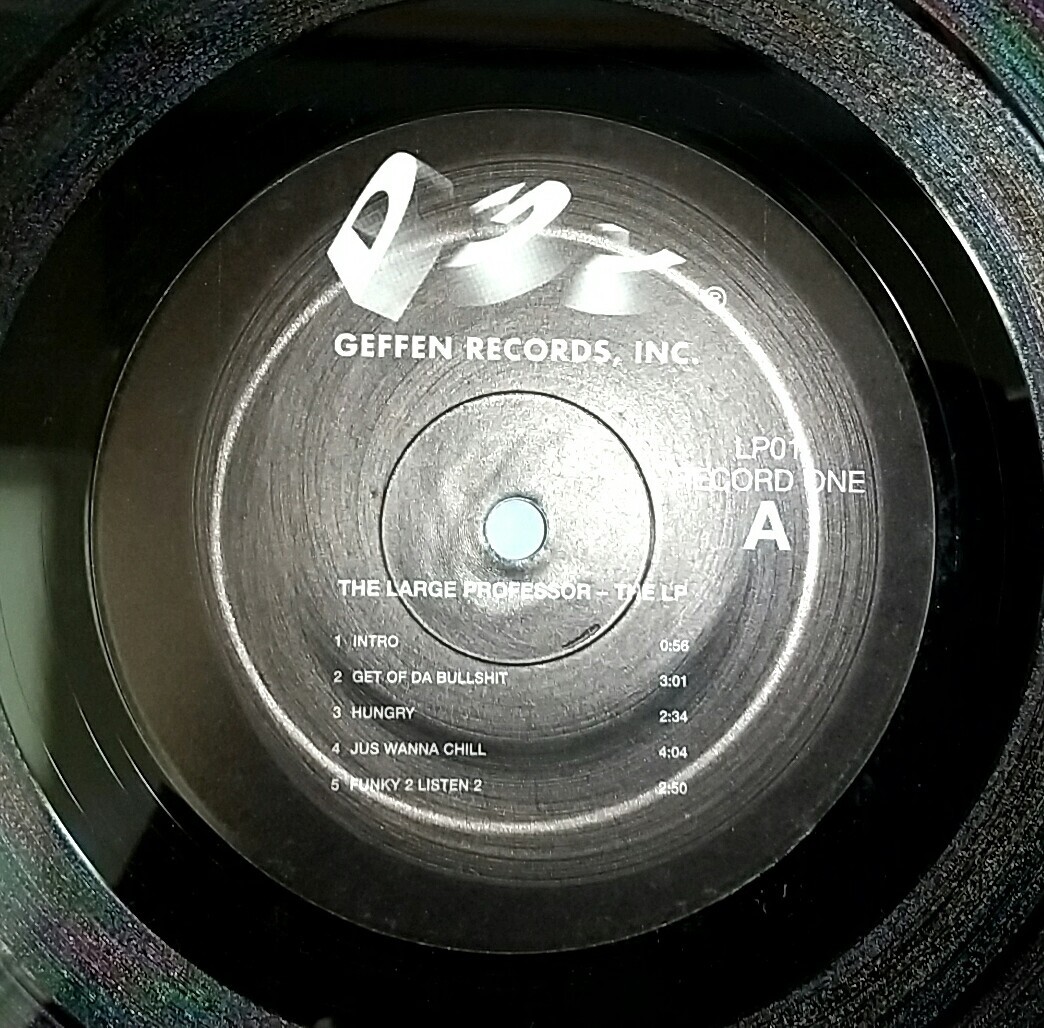 ©
GEFFEN RECORDS, INC.
LP01
RECORD ONE
A
THE LARGE PROFESSOR – THE LP
1 INTRO 0:56
2 GET OF DA BULLSHIT 3:01
3 HUNGRY 2:34
4 JUS WANNA CHILL 4:04
5 FUNKY 2 LISTEN 2 2:50